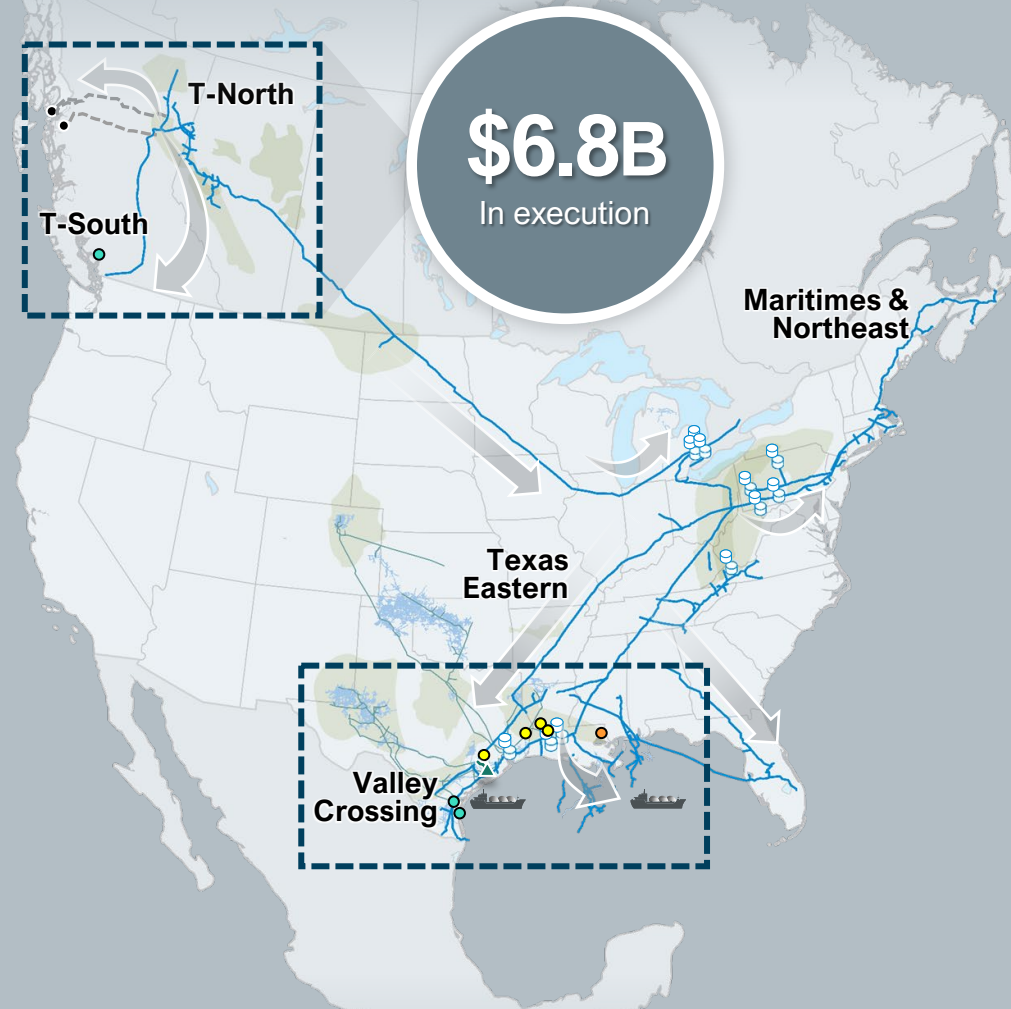 T-North
$6.8B
In execution
T-South
Maritimes &
Northeast
Texas
Eastern
Valley
Crossing